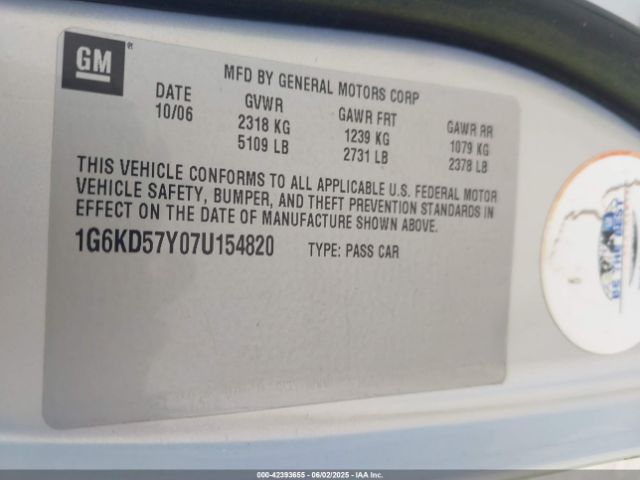 GM
MFD BY GENERAL MOTORS CORP
DATE GVWR GAWR FRT GAWR RR
10/06 2318 KG 1239 KG 1079 KG
5109 LB 2731 LB 2378 LB
THIS VEHICLE CONFORMS TO ALL APPLICABLE U.S. FEDERAL MOTOR
VEHICLE SAFETY, BUMPER, AND THEFT PREVENTION STANDARDS IN
EFFECT ON THE DATE OF MANUFACTURE SHOWN ABOVE.
1G6KD57Y07U154820 TYPE: PASS CAR
BE THE BEST
000-42393655 - 06/02/2025 - IAA Inc.